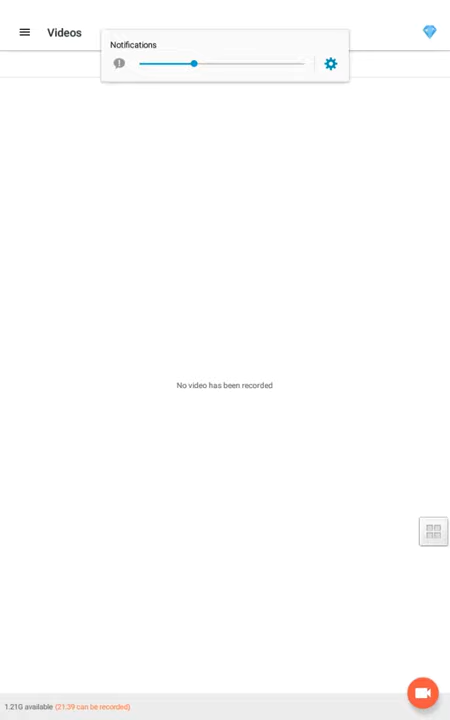 Videos
Notifications
No video has been recorded
1.21G available (21:39 can be recorded)